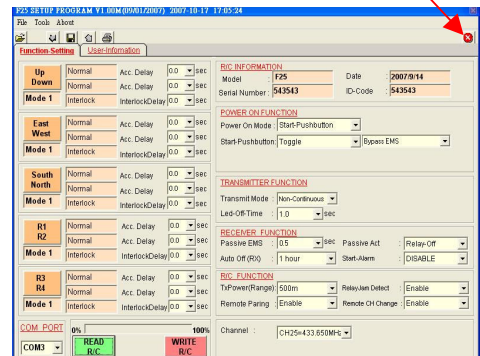 F25 SETUP PROGRAM V1.00M(09/01/2007) 2007-10-17 17:05:24
File Tools About
Function-Setting User-Infomation
Up Down Mode 1
Normal Acc. Delay 0.0 sec
Normal Acc. Delay 0.0 sec
Interlock InterlockDelay 0.0 sec
East West Mode 1
Normal Acc. Delay 0.0 sec
Normal Acc. Delay 0.0 sec
Interlock InterlockDelay 0.0 sec
South North Mode 1
Normal Acc. Delay 0.0 sec
Normal Acc. Delay 0.0 sec
Interlock InterlockDelay 0.0 sec
R1 R2 Mode 1
Normal Acc. Delay 0.0 sec
Normal Acc. Delay 0.0 sec
Interlock InterlockDelay 0.0 sec
R3 R4 Mode 1
Normal Acc. Delay 0.0 sec
Normal Acc. Delay 0.0 sec
Interlock InterlockDelay 0.0 sec
COM PORT 0% 100%
COM3 READ R/C WRITE R/C
R/C INFORMATION
Model : F25 Date : 2007/9/14
Serial Number : 543543 ID-Code : 543543
POWER ON FUNCTION
Power On Mode : Start-Pushbutton
Start-Pushbutton: Toggle Bypass EMS
TRANSMITTER FUNCTION
Transmit Mode : Non-Continuous
Led-Off-Time : 1.0 sec
RECEIVER FUNCTION
Passive EMS : 0.5 sec Passive Act : Relay-Off
Auto Off (RX) : 1 hour Start-Alarm : DISABLE
R/C FUNCTION
TxPower(Range): 500m RelayJam Detect : Enable
Remote Paring : Enable Remote CH Change : Enable
Channel : CH25=433.650MHz